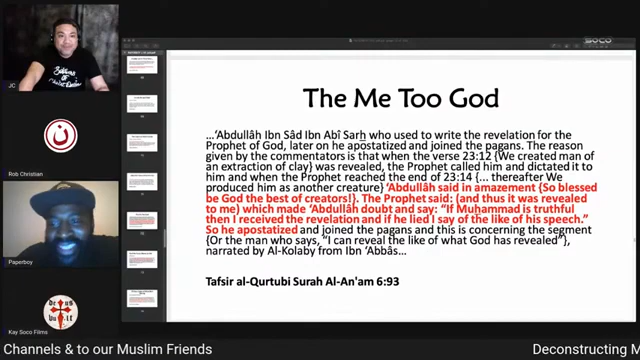 SOCO
The Me Too God
…‘Abdullâh Ibn Sâd Ibn Abî Sarḥ who used to write the revelation for the
Prophet of God, later on he apostatized and joined the pagans. The reason
given by the commentators is that when the verse 23:12 {We created man of
an extraction of clay} was revealed, the Prophet called him and dictated it to
him and when the Prophet reached the end of 23:14 {… thereafter We
produced him as another creature} ‘Abdullâh said in amazement {So blessed
be God the best of creators!}. The Prophet said: (and thus it was revealed
to me) which made ‘Abdullâh doubt and say: “If Muḥammad is truthful
then I received the revelation and if he lied I say of the like of his speech.”
So he apostatized and joined the pagans and this is concerning the segment
{Or the man who says, “I can reveal the like of what God has revealed”},
narrated by Al-Kolaby from Ibn ‘Abbâs…
Tafsir al-Qurtubi Surah Al-An'am 6:93
JC
Rob Christian
Paperboy
Kay Soco Films
Channels & to our Muslim Friends
Deconstructing M